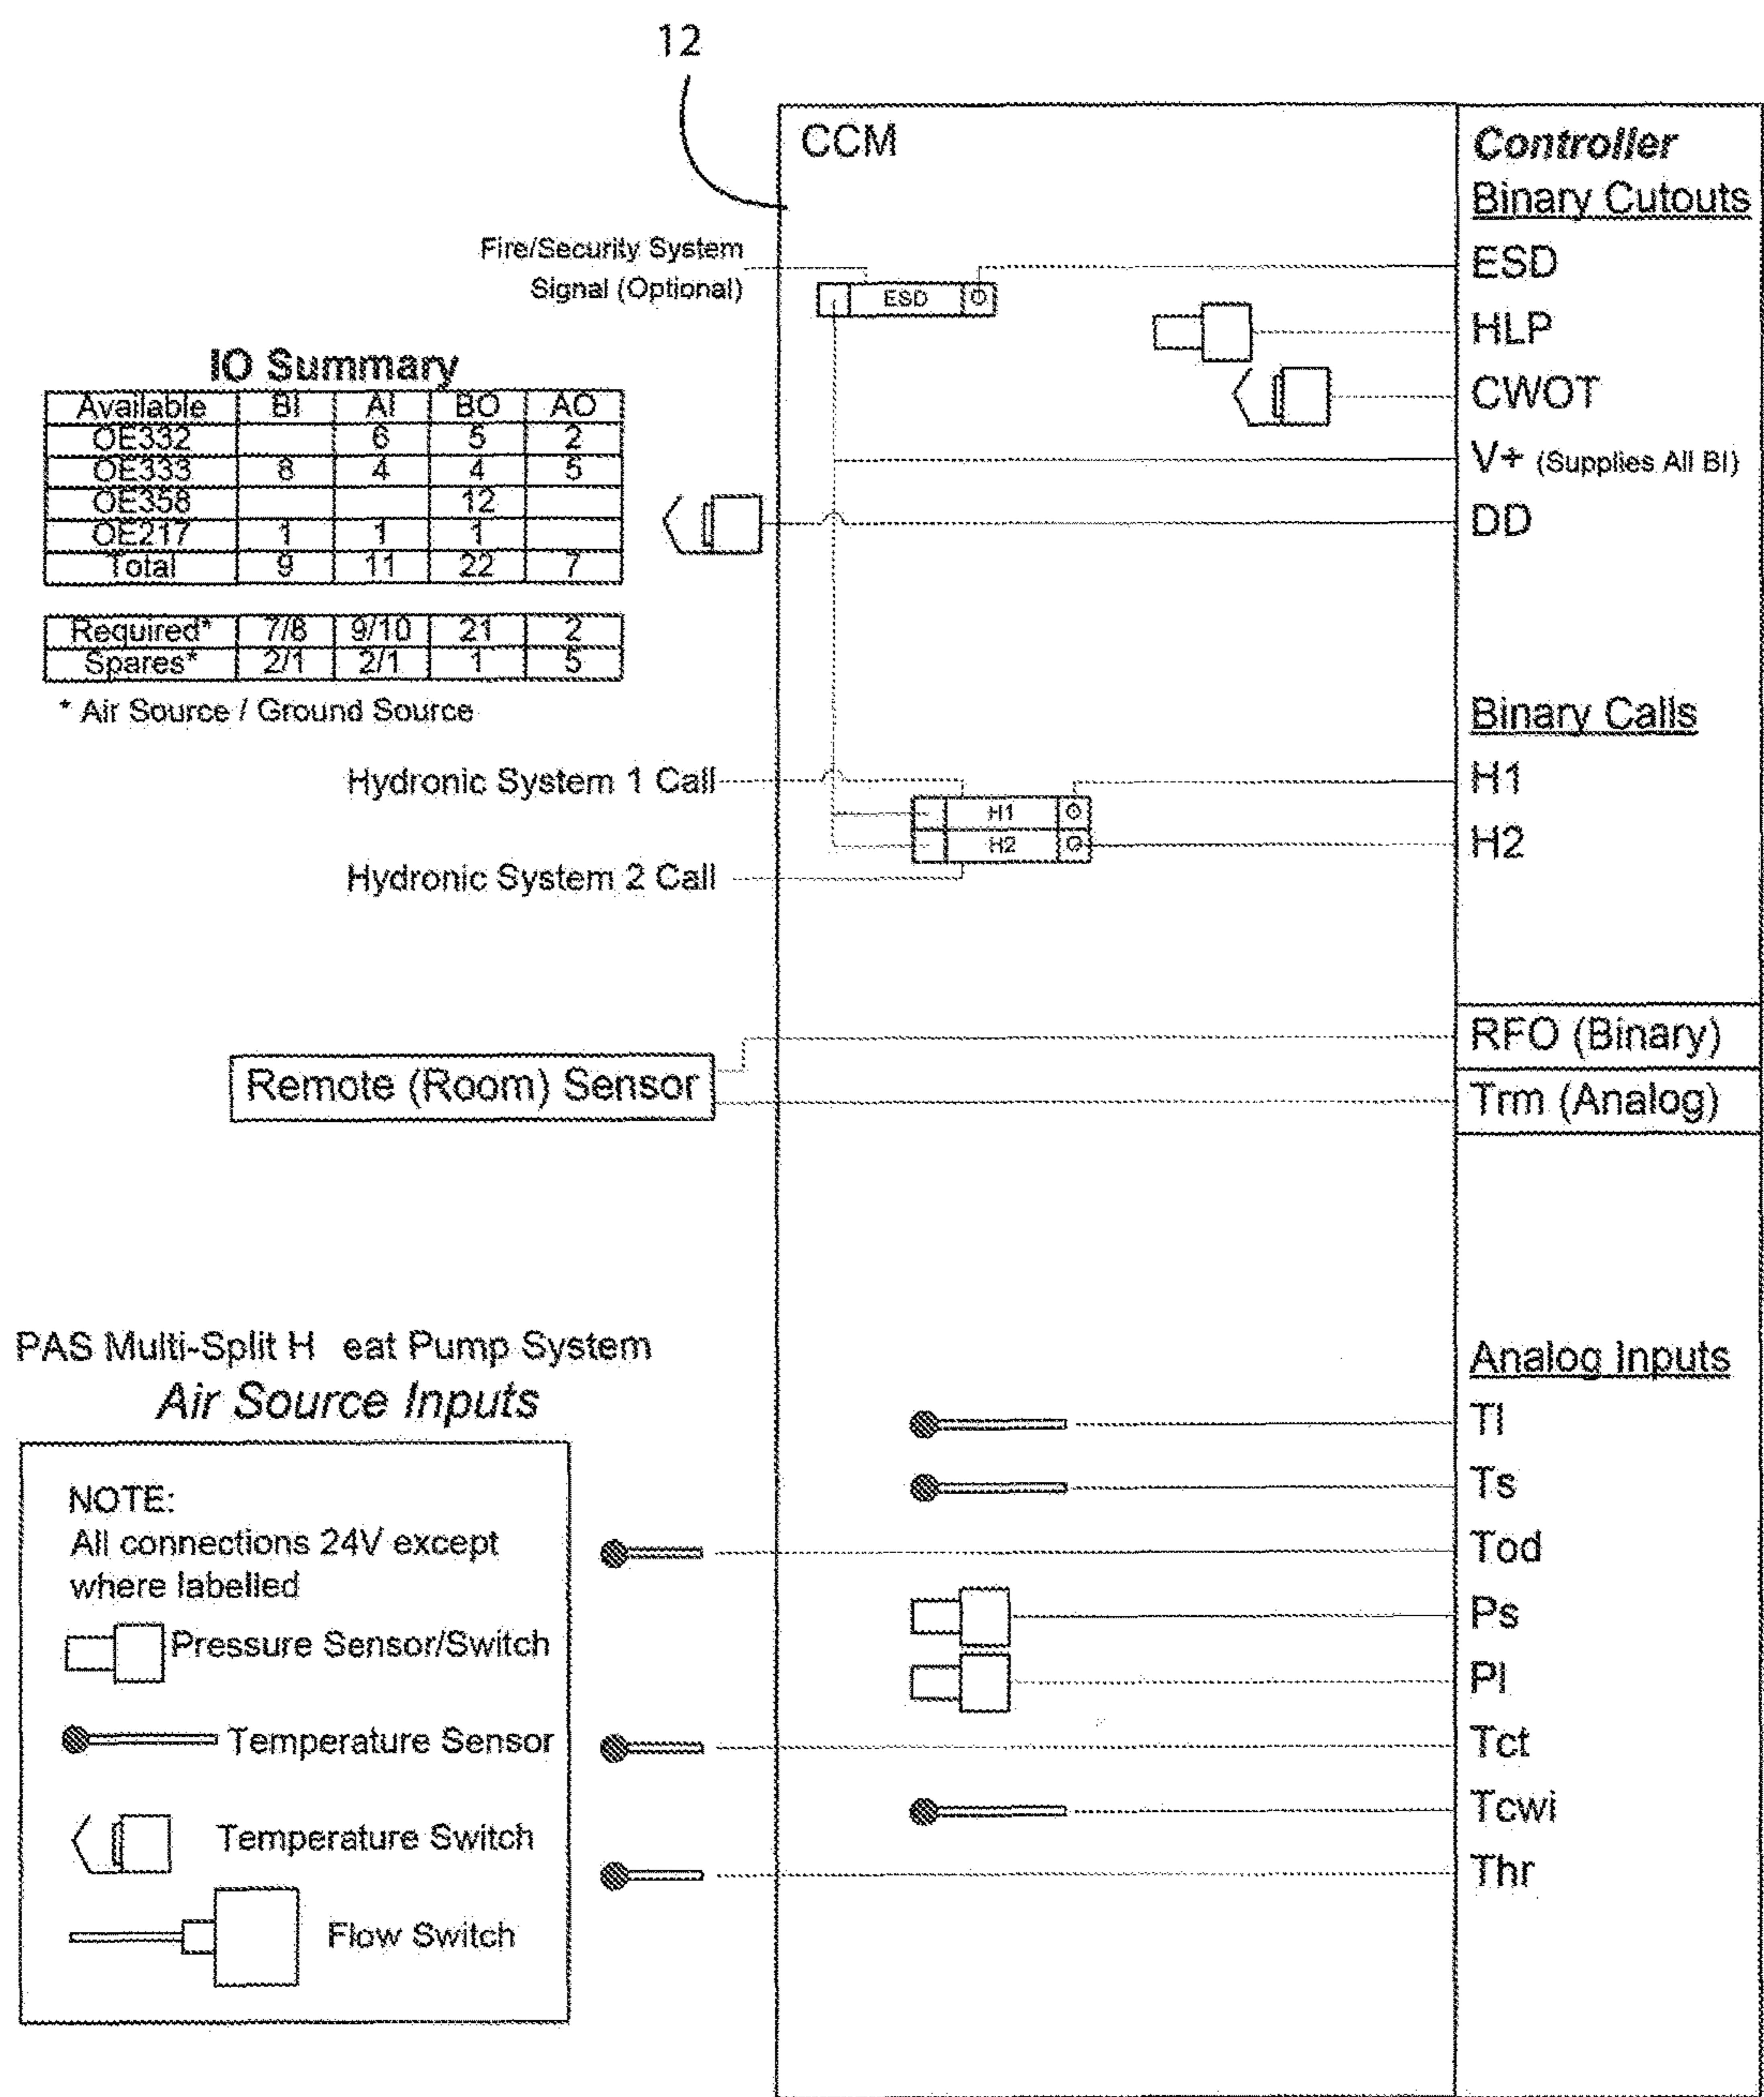 12
CCM
Controller
Binary Cutouts
Fire/Security System
Signal (Optional)
ESD
ESD
HLP
CWOT
V+ (Supplies All BI)
DD
IO Summary
Available BI AI BO AO
OE332 6 5 2
OE333 8 4 4 5
OE358 12
OE217 1 1 1
Total 9 11 22 7
Required* 7/8 9/10 21 2
Spares* 2/1 2/1 1 5
* Air Source / Ground Source
Binary Calls
Hydronic System 1 Call
H1
H1
H2
H2
Hydronic System 2 Call
RFO (Binary)
Remote (Room) Sensor
Trm (Analog)
PAS Multi-Split H eat Pump System
Air Source Inputs
NOTE:
All connections 24V except
where labelled
Pressure Sensor/Switch
Temperature Sensor
Temperature Switch
Flow Switch
Analog Inputs
Tl
Ts
Tod
Ps
Pl
Tct
Tcwi
Thr